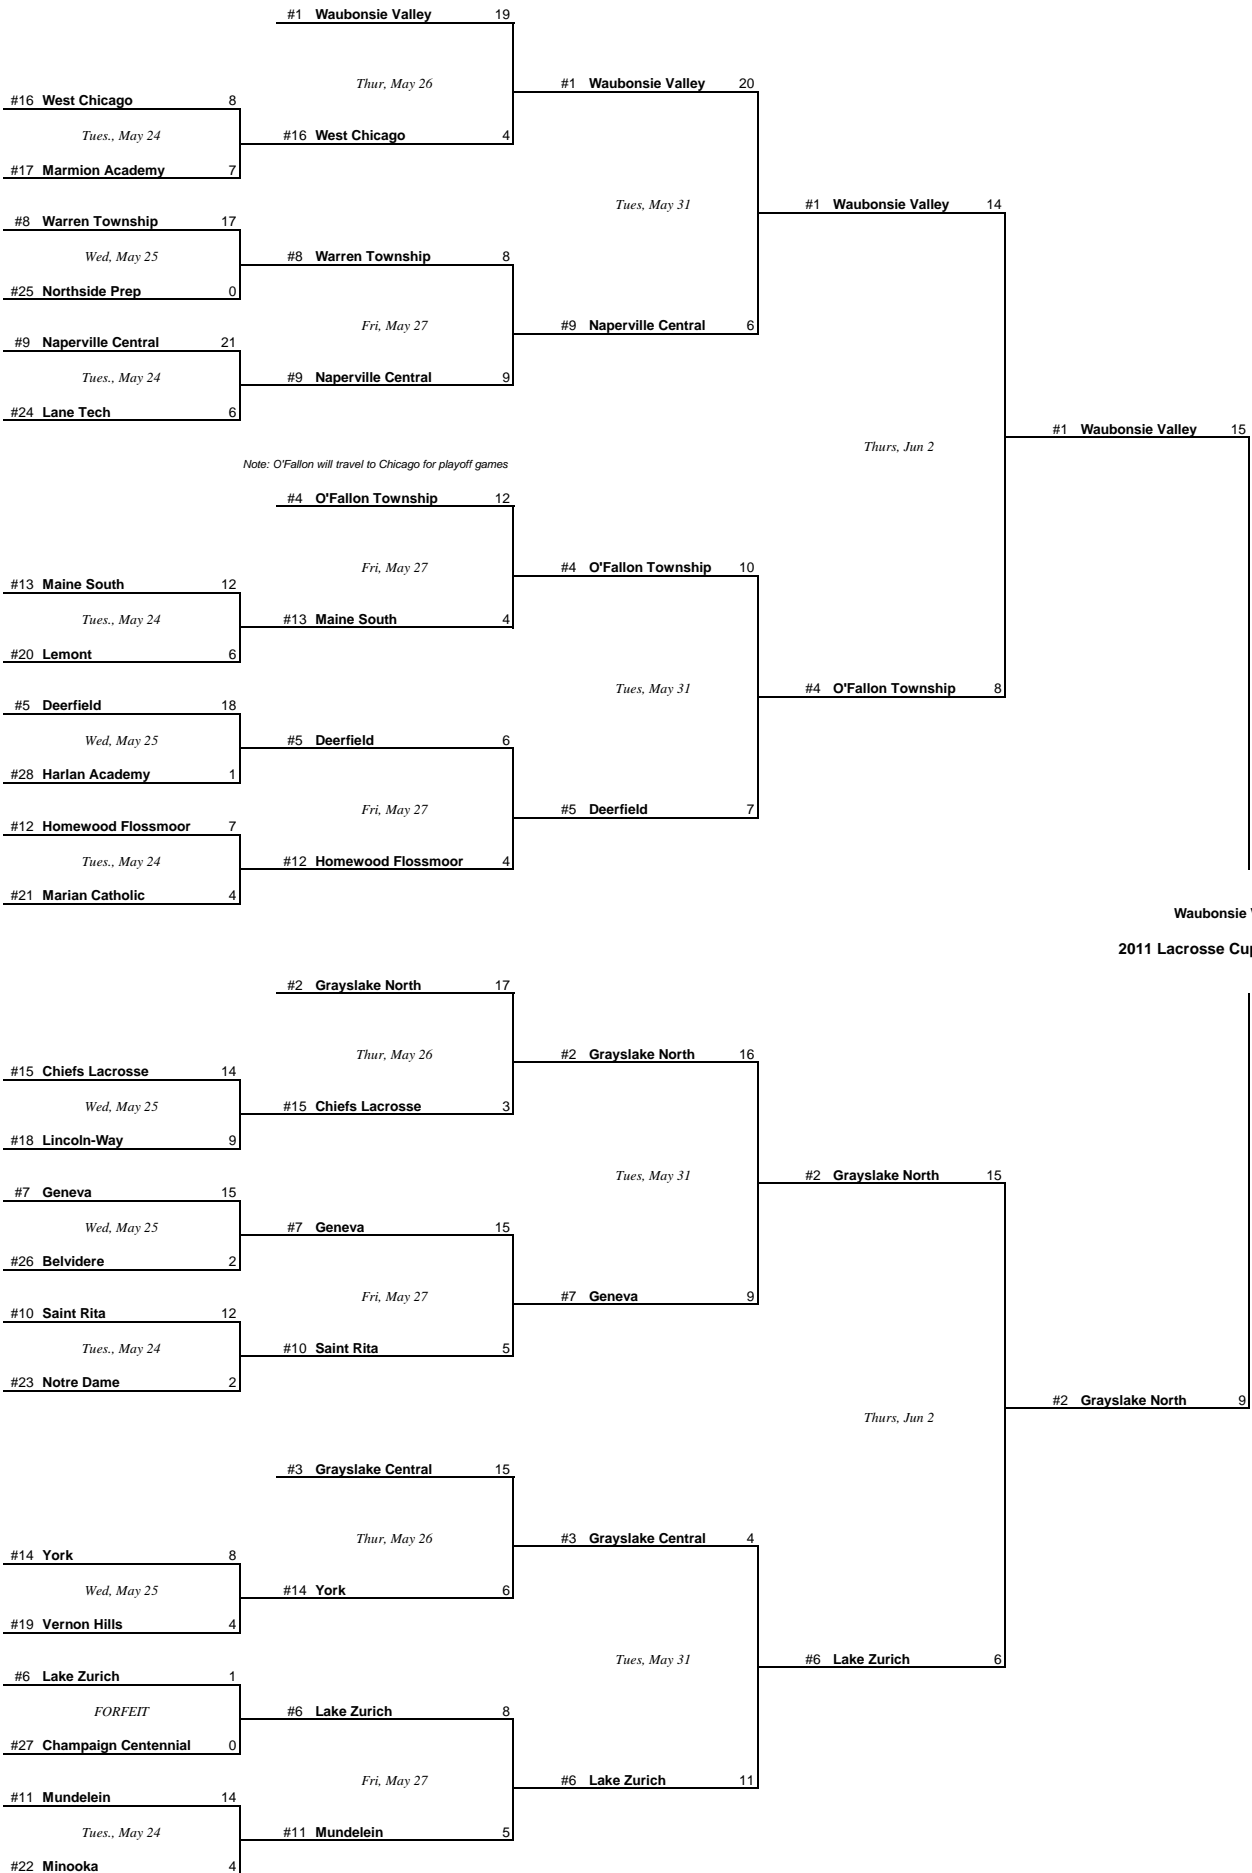 #1 Waubonsie Valley 19
Thur, May 26
#1 Waubonsie Valley 20
#16 West Chicago 8
Tues., May 24
#16 West Chicago 4
#17 Marmion Academy 7
Tues, May 31
#1 Waubonsie Valley 14
#8 Warren Township 17
Wed, May 25
#8 Warren Township 8
#25 Northside Prep 0
Fri, May 27
#9 Naperville Central 6
#9 Naperville Central 21
Tues., May 24
#9 Naperville Central 9
#24 Lane Tech 6
Thurs, Jun 2
#1 Waubonsie Valley 15
Note: O'Fallon will travel to Chicago for playoff games
#4 O'Fallon Township 12
Fri, May 27
#4 O'Fallon Township 10
#13 Maine South 12
Tues., May 24
#13 Maine South 4
#20 Lemont 6
Tues, May 31
#4 O'Fallon Township 8
#5 Deerfield 18
Wed, May 25
#5 Deerfield 6
#28 Harlan Academy 1
Fri, May 27
#5 Deerfield 7
#12 Homewood Flossmoor 7
Tues., May 24
#12 Homewood Flossmoor 4
#21 Marian Catholic 4
Waubonsie
2011 Lacrosse Cup
#2 Grayslake North 17
Thur, May 26
#2 Grayslake North 16
#15 Chiefs Lacrosse 14
Wed, May 25
#15 Chiefs Lacrosse 3
#18 Lincoln-Way 9
Tues, May 31
#2 Grayslake North 15
#7 Geneva 15
Wed, May 25
#7 Geneva 15
#26 Belvidere 2
Fri, May 27
#7 Geneva 9
#10 Saint Rita 12
Tues., May 24
#10 Saint Rita 5
#23 Notre Dame 2
Thurs, Jun 2
#2 Grayslake North 9
#3 Grayslake Central 15
Thur, May 26
#3 Grayslake Central 4
#14 York 8
Wed, May 25
#14 York 6
#19 Vernon Hills 4
Tues, May 31
#6 Lake Zurich 6
#6 Lake Zurich 1
FORFEIT
#6 Lake Zurich 8
#27 Champaign Centennial 0
Fri, May 27
#6 Lake Zurich 11
#11 Mundelein 14
Tues., May 24
#11 Mundelein 5
#22 Minooka 4